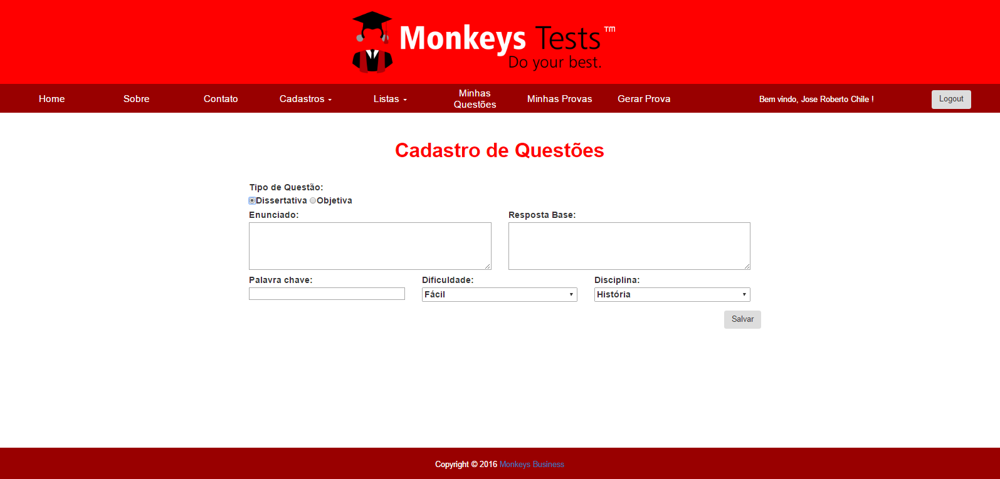 Monkeys Tests ™
Do your best.
Home Sobre Contato Cadastros Listas Minhas Questões Minhas Provas Gerar Prova Bem vindo, Jose Roberto Chile ! Logout
Cadastro de Questões
Tipo de Questão:
Dissertativa Objetiva
Enunciado: Resposta Base:
Palavra chave: Dificuldade: Disciplina:
Fácil História
Salvar
Copyright © 2016 Monkeys Business